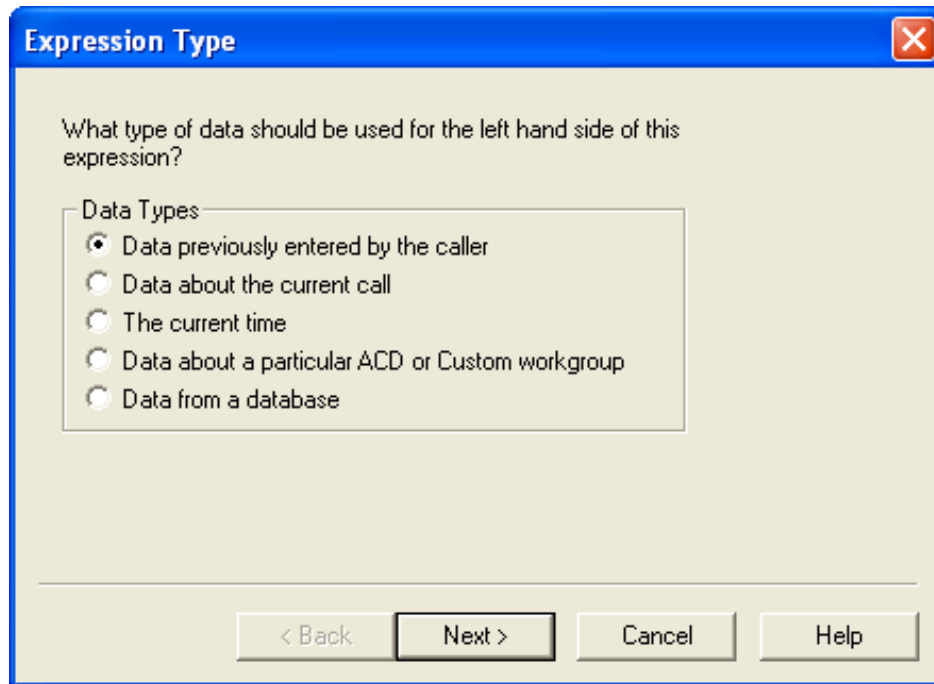 Expression Type
What type of data should be used for the left hand side of this
expression?
Data Types
Data previously entered by the caller
Data about the current call
The current time
Data about a particular ACD or Custom workgroup
Data from a database
< Back
Next >
Cancel
Help